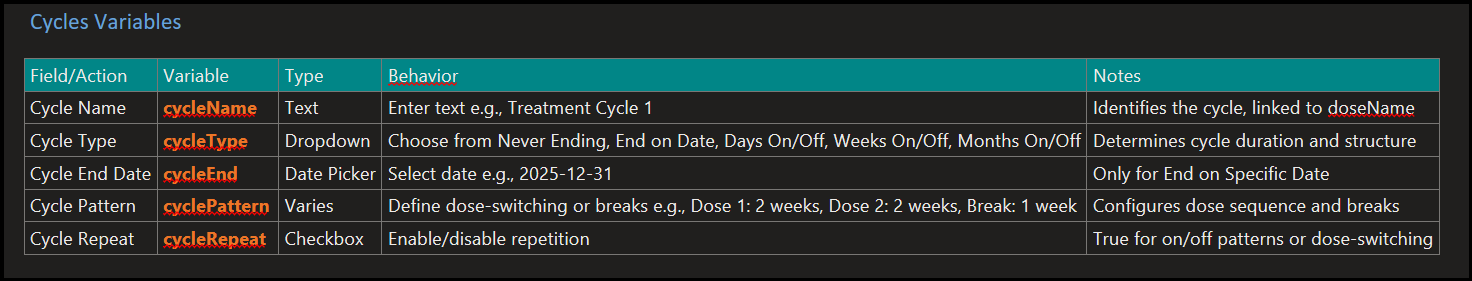 Cycles Variables
Field/Action Variable Type Behavior Notes
Cycle Name cycleName Text Enter text e.g., Treatment Cycle 1 Identifies the cycle, linked to doseName
Cycle Type cycleType Dropdown Choose from Never Ending, End on Date, Days On/Off, Weeks On/Off, Months On/Off Determines cycle duration and structure
Cycle End Date cycleEnd Date Picker Select date e.g., 2025-12-31 Only for End on Specific Date
Cycle Pattern cyclePattern Varies Define dose-switching or breaks e.g., Dose 1: 2 weeks, Dose 2: 2 weeks, Break: 1 week Configures dose sequence and breaks
Cycle Repeat cycleRepeat Checkbox Enable/disable repetition True for on/off patterns or dose-switching